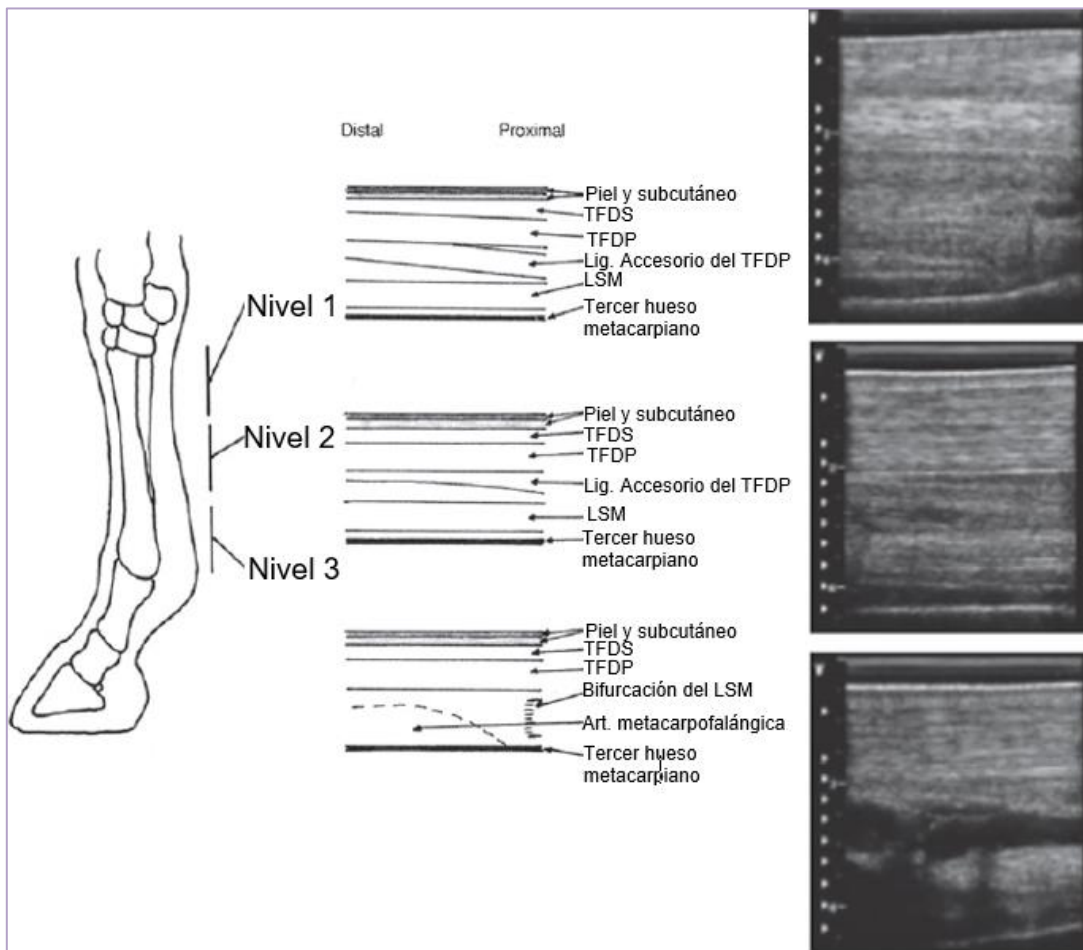 Distal Proximal
Nivel 1
Nivel 2
Nivel 3
Piel y subcutáneo
TFDS
TFDP
Lig. Accesorio del TFDP
LSM
Tercer hueso
metacarpiano
Piel y subcutáneo
TFDS
TFDP
Lig. Accesorio del TFDP
LSM
Tercer hueso
metacarpiano
Piel y subcutáneo
TFDS
TFDP
Bifurcación del LSM
Art. metacarpofalángica
Tercer hueso
metacarpiano